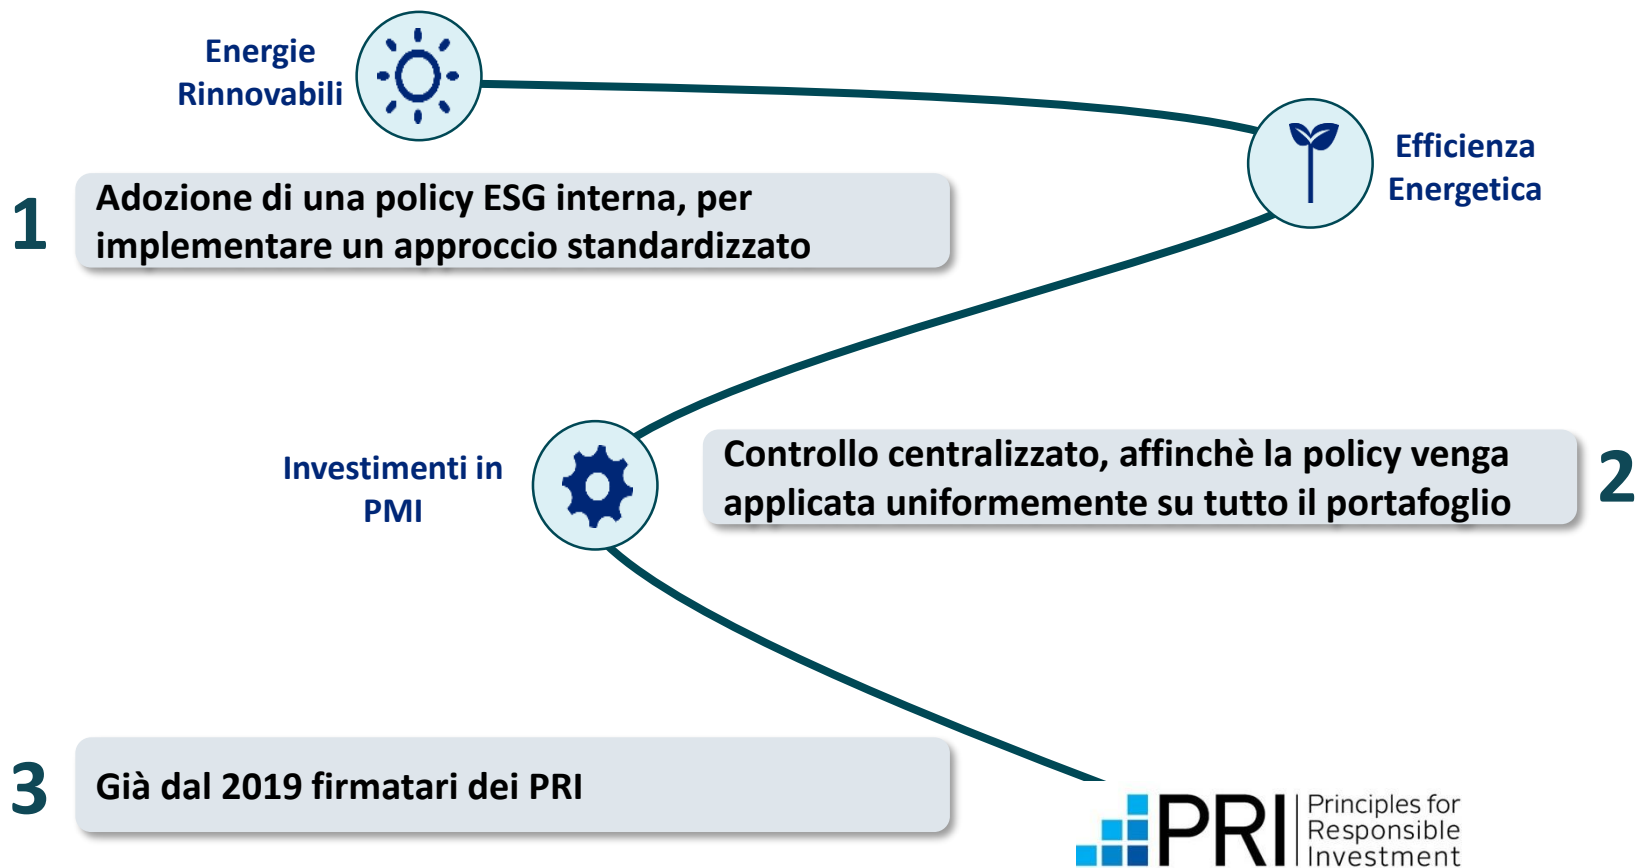 Energie
Rinnovabili
Efficienza
Energetica
1
Adozione di una policy ESG interna, per
implementare un approccio standardizzato
Investimenti in
PMI
Controllo centralizzato, affinchè la policy venga
applicata uniformemente su tutto il portafoglio
2
3
Già dal 2019 firmatari dei PRI
PRI
Principles for
Responsible
Investment